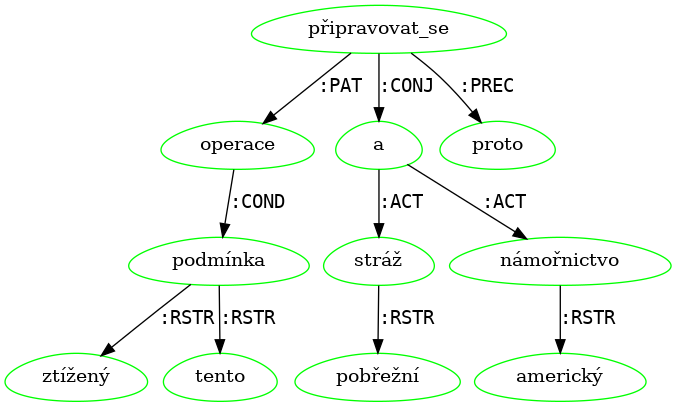 připravovat_se
:PAT :CONJ :PREC
operace a proto
:COND :ACT :ACT
podmínka stráž námořnictvo
:RSTR :RSTR :RSTR :RSTR
ztížený tento pobřežní americký